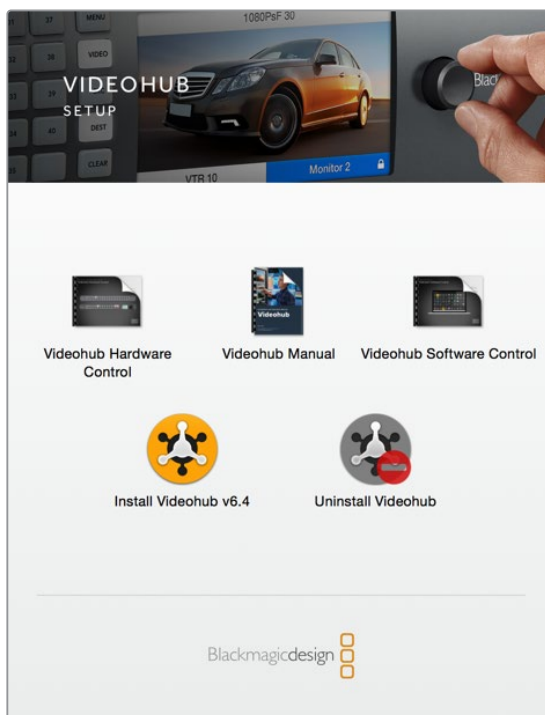 1080PsF 30
37
MENU
38
VIDEO
VIDEOHUB
39
SETUP
40
DEST
CLEAR
VTR 10
Monitor 2
Videohub
Videohub Hardware
Control
Videohub Manual
Videohub Software Control
Install Videohub v6.4
Uninstall Videohub
Blackmagicdesign